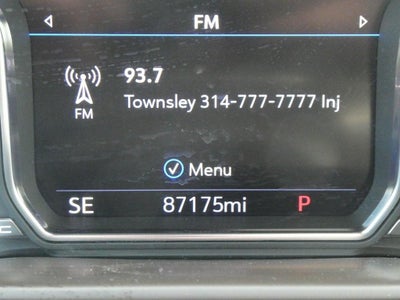 FM
93.7
FM
Townsley 314-777-7777 Inj
Menu
SE 87175mi P
C